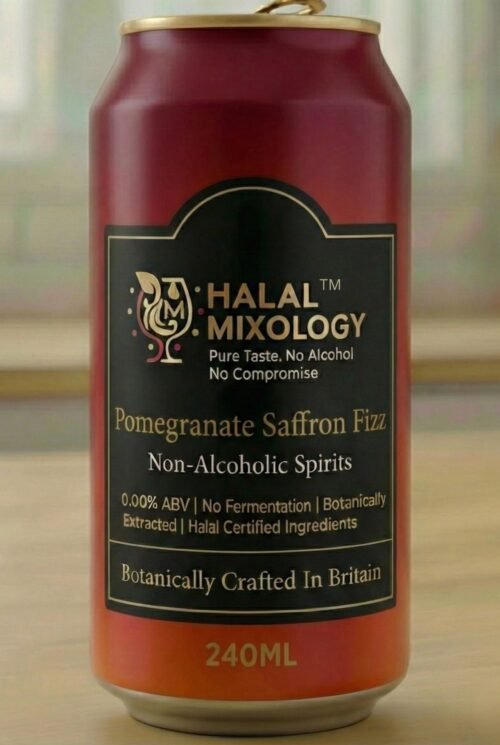 HALAL™
MIXOLOGY
Pure Taste. No Alcohol
No Compromise
Pomegranate Saffron Fizz
Non-Alcoholic Spirits
0.00% ABV | No Fermentation | Botanically
Extracted | Halal Certified Ingredients
Botanically Crafted In Britain
240ML